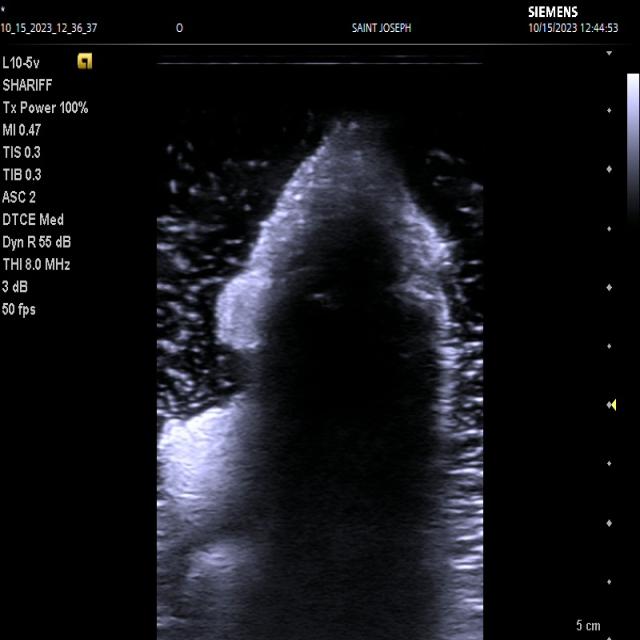 *
SIEMENS
10_15_2023_12_36_37 O SAINT JOSEPH 10/15/2023 12:44:53
L10-5v
SHARIFF
Tx Power 100%
MI 0.47
TIS 0.3
TIB 0.3
ASC 2
DTCE Med
Dyn R 55 dB
THI 8.0 MHz
3 dB
50 fps
5 cm